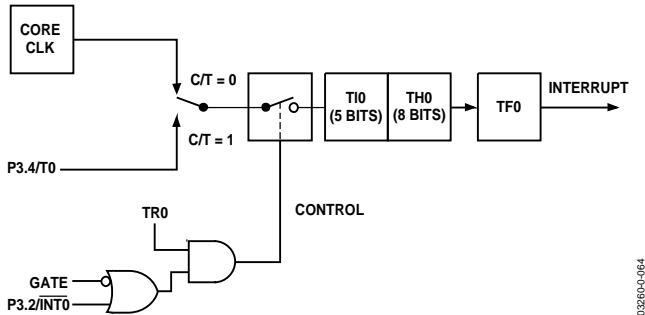 CORE
CLK
C/T = 0
C/T = 1
P3.4/T0
TI0
(5 BITS)
TH0
(8 BITS)
TF0
INTERRUPT
TR0
CONTROL
GATE
P3.2/INT0
03260-0-064